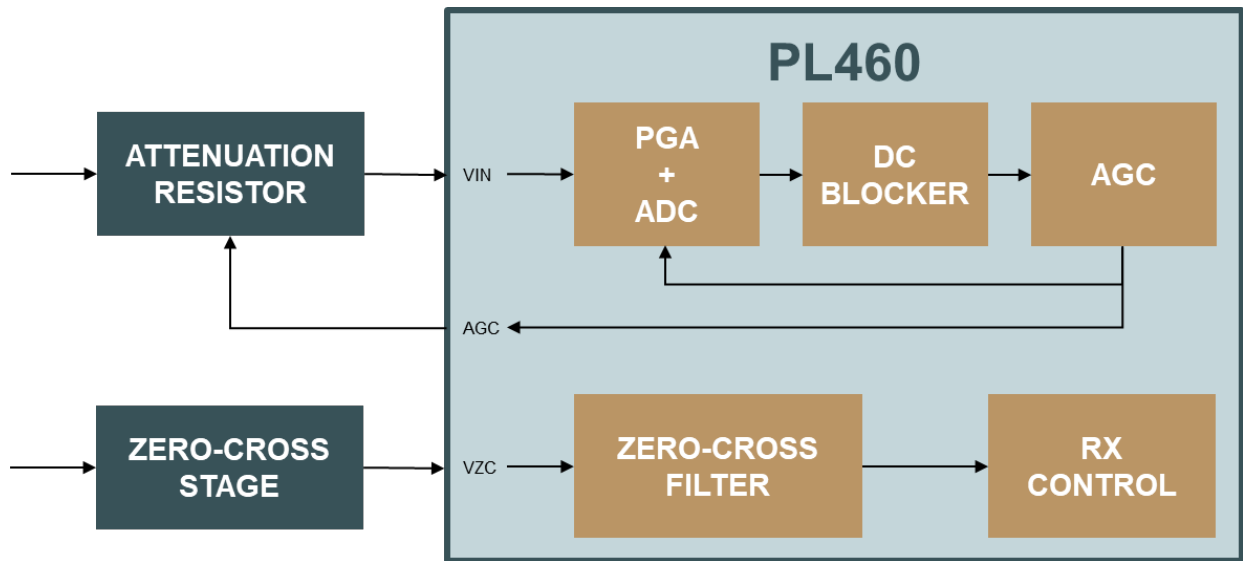 PL460
ATTENUATION
RESISTOR
VIN
PGA
+
ADC
DC
BLOCKER
AGC
AGC
ZERO-CROSS
STAGE
VZC
ZERO-CROSS
FILTER
RX
CONTROL